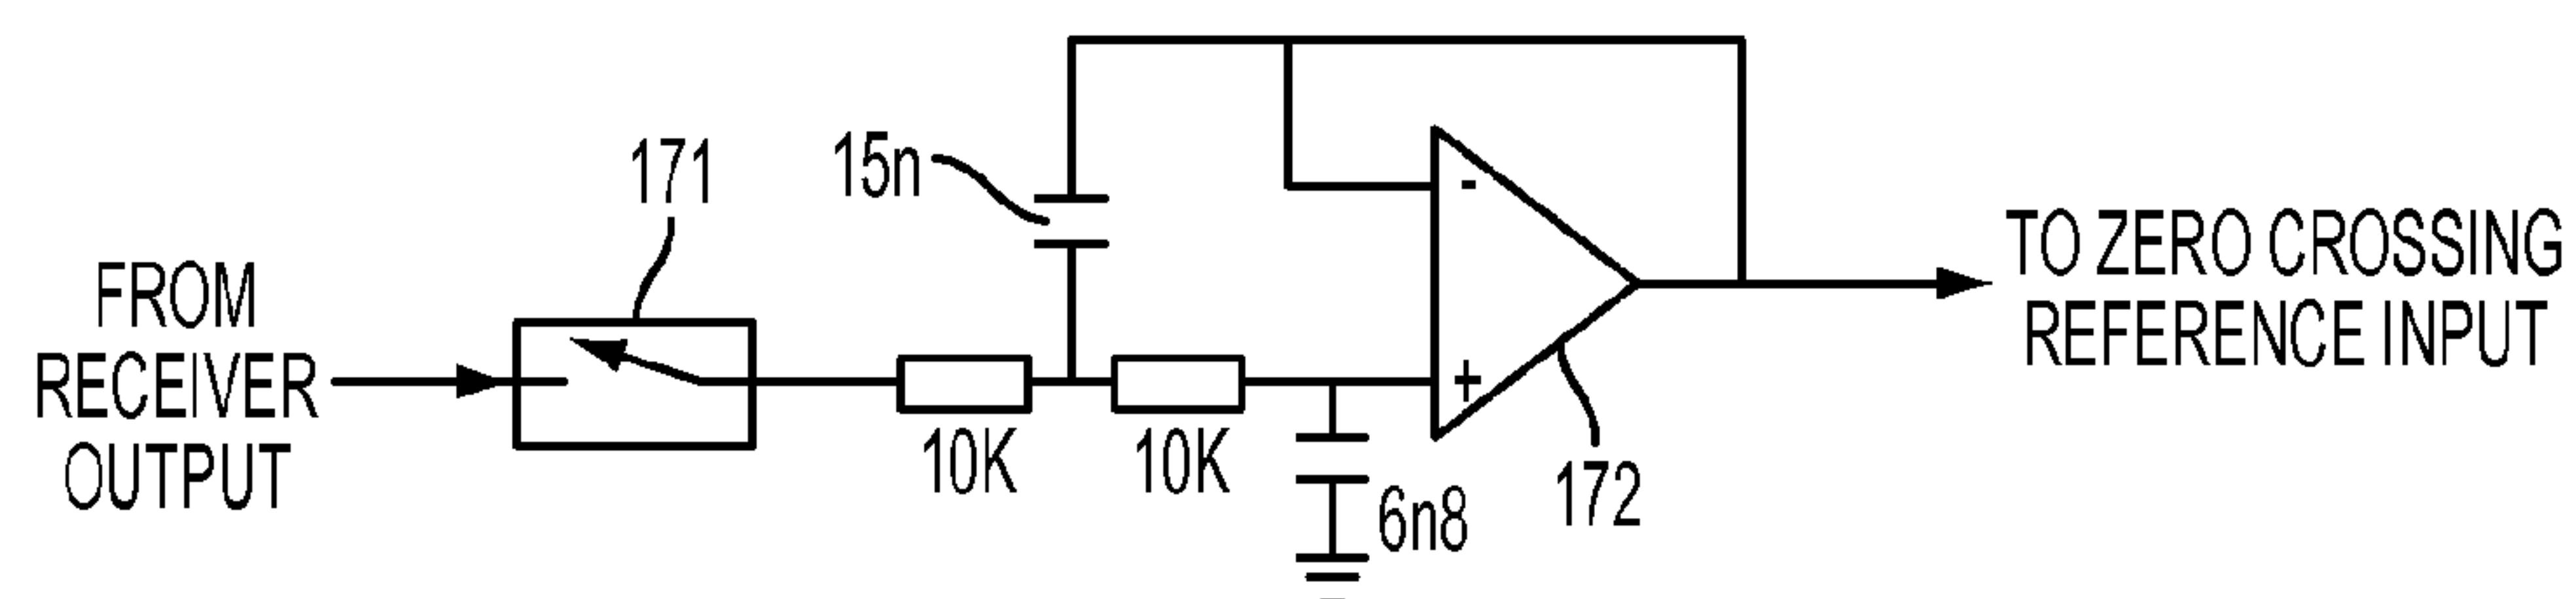 FROM
RECEIVER
OUTPUT
171
15n
10K
10K
6n8
-
+
172
TO ZERO CROSSING
REFERENCE INPUT